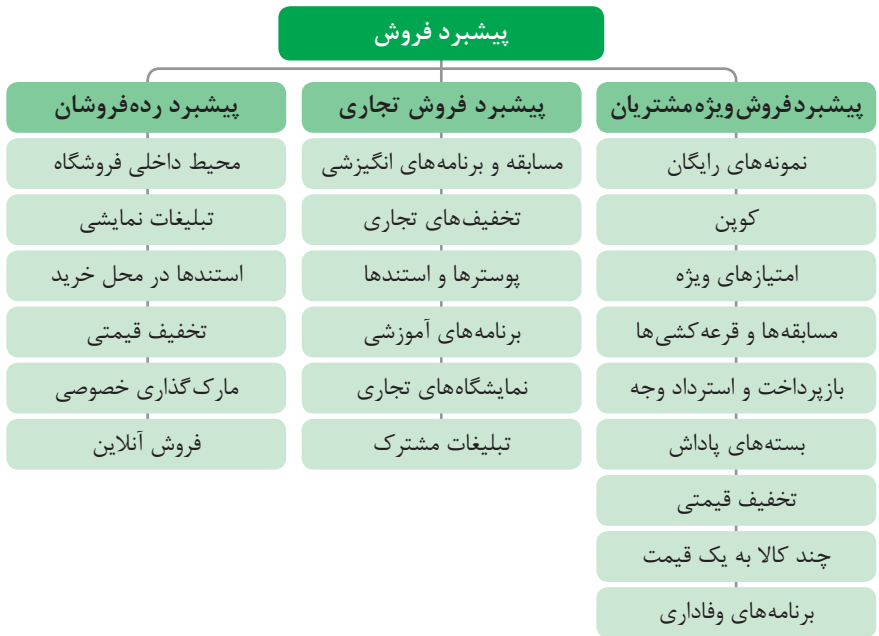 پیشبرد فروش
پیشبرد فروش ویژه مشتریان
نمونه‌های رایگان
کوپن
امتیازهای ویژه
مسابقه‌ها و قرعه‌کشی‌ها
بازپرداخت و استرداد وجه
بسته‌های پاداش
تخفیف قیمتی
چند کالا به یک قیمت
برنامه‌های وفاداری
پیشبرد فروش تجاری
مسابقه و برنامه‌های انگیزشی
تخفیف‌های تجاری
پوسترها و استندها
برنامه‌های آموزشی
نمایشگاه‌های تجاری
تبلیغات مشترک
پیشبرد رده‌فروشان
محیط داخلی فروشگاه
تبلیغات نمایشی
استندها در محل خرید
تخفیف قیمتی
مارک‌گذاری خصوصی
فروش آنلاین